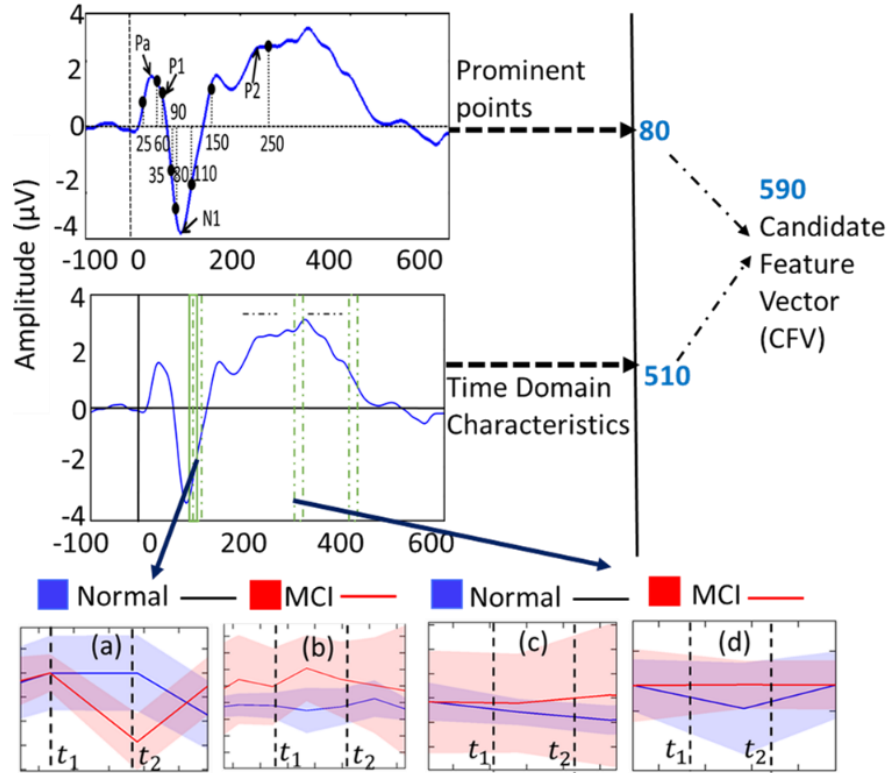 4
2
0
-2
-4
Pa
P1
90
P2
25 60
150
250
35 80 110
N1
-100 0 200 400 600
Amplitude (µV)
Prominent
points
80
590
Candidate
Feature
Vector
(CFV)
4
2
0
-2
-4
-100 0 200 400 600
Time Domain
Characteristics
510
Normal
MCI
Normal
MCI
(a)
(b)
(c)
(d)
t1 t2
t1 t2
t1 t2
t1 t2